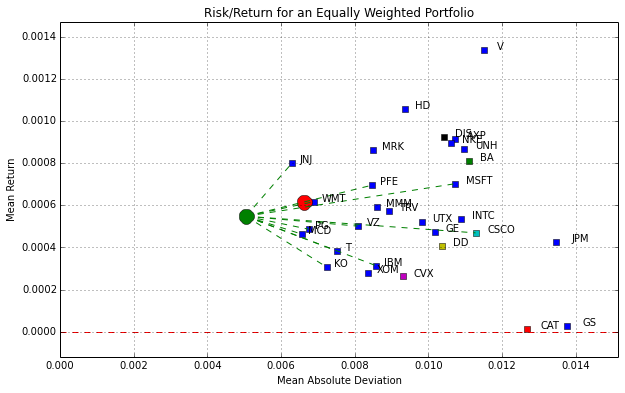 Risk/Return for an Equally Weighted Portfolio
0.0014
0.0012
0.0010
0.0008
0.0006
0.0004
0.0002
0.0000
Mean Return
V
HD
DIS
AXP
NKE
UNH
MRK
BA
JNJ
PFE
MSFT
WMT
MMM
TRV
UTX
INTC
PG
VZ
MCD
GE
CSCO
DD
JPM
T
KO
IBM
XOM
CVX
CAT
GS
0.000
0.002
0.004
0.006
0.008
0.010
0.012
0.014
Mean Absolute Deviation